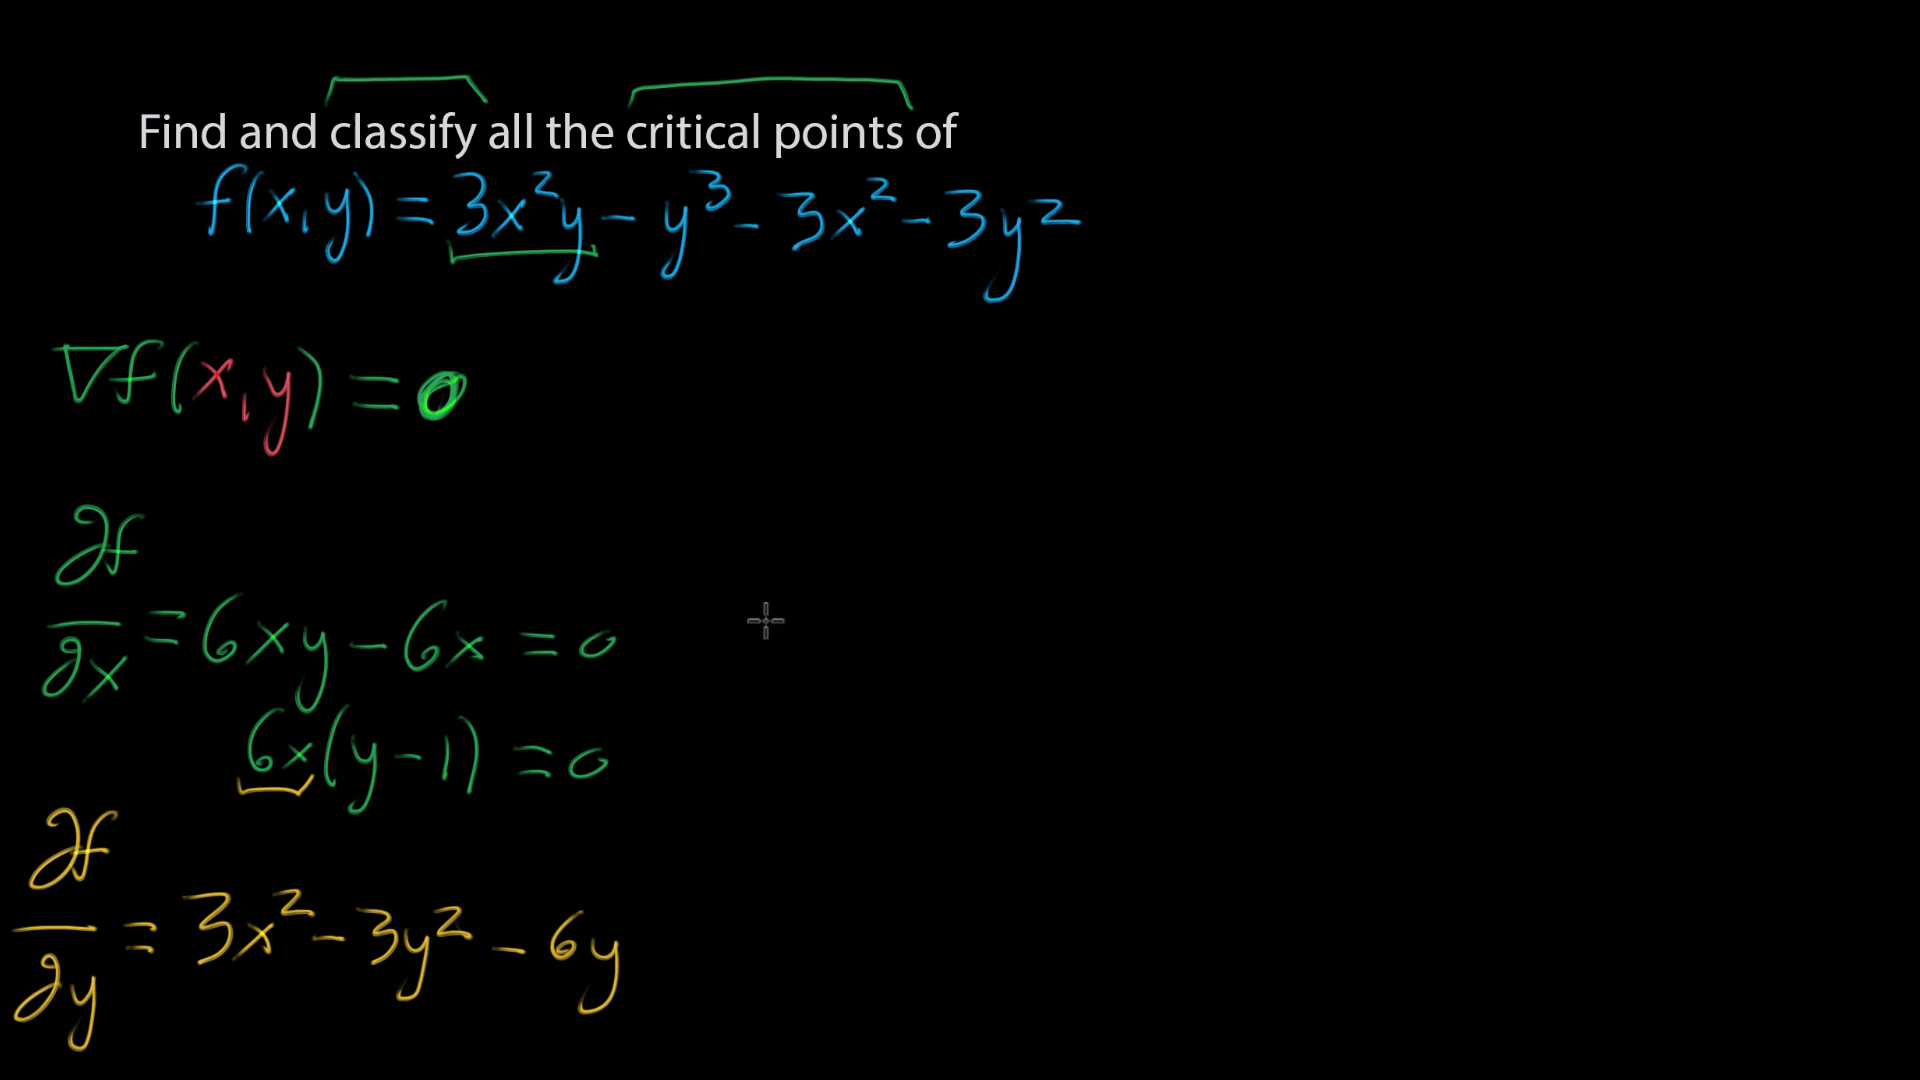 Find and classify all the critical points of
f(x,y) = 3x²y - y³ - 3x² - 3y²
∇f(x,y) = 0
∂f/∂x = 6xy - 6x = 0
6x(y-1) = 0
∂f/∂y = 3x² - 3y² - 6y